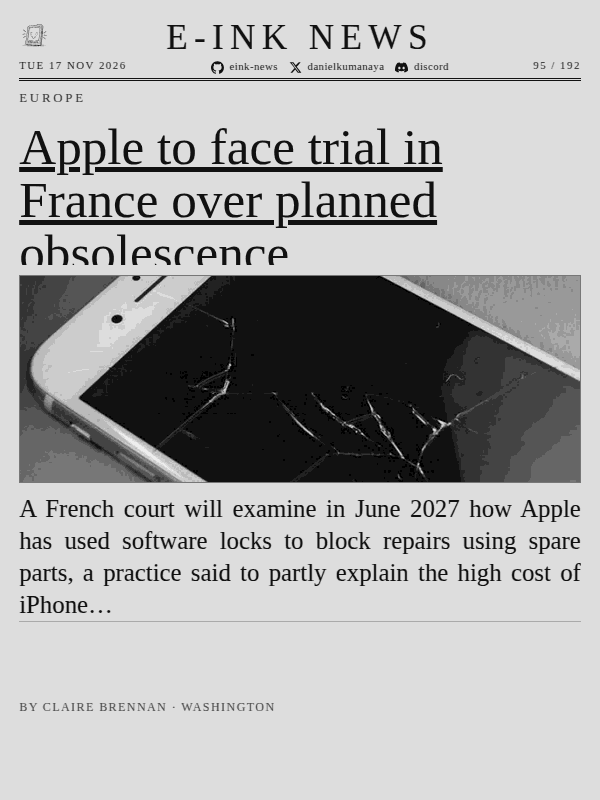 E-INK NEWS
TUE 17 NOV 2026
eink-news danielkumanaya discord
95 / 192
EUROPE
Apple to face trial in
France over planned
obsolescence
A French court will examine in June 2027 how Apple
has used software locks to block repairs using spare
parts, a practice said to partly explain the high cost of
iPhone…
BY CLAIRE BRENNAN · WASHINGTON